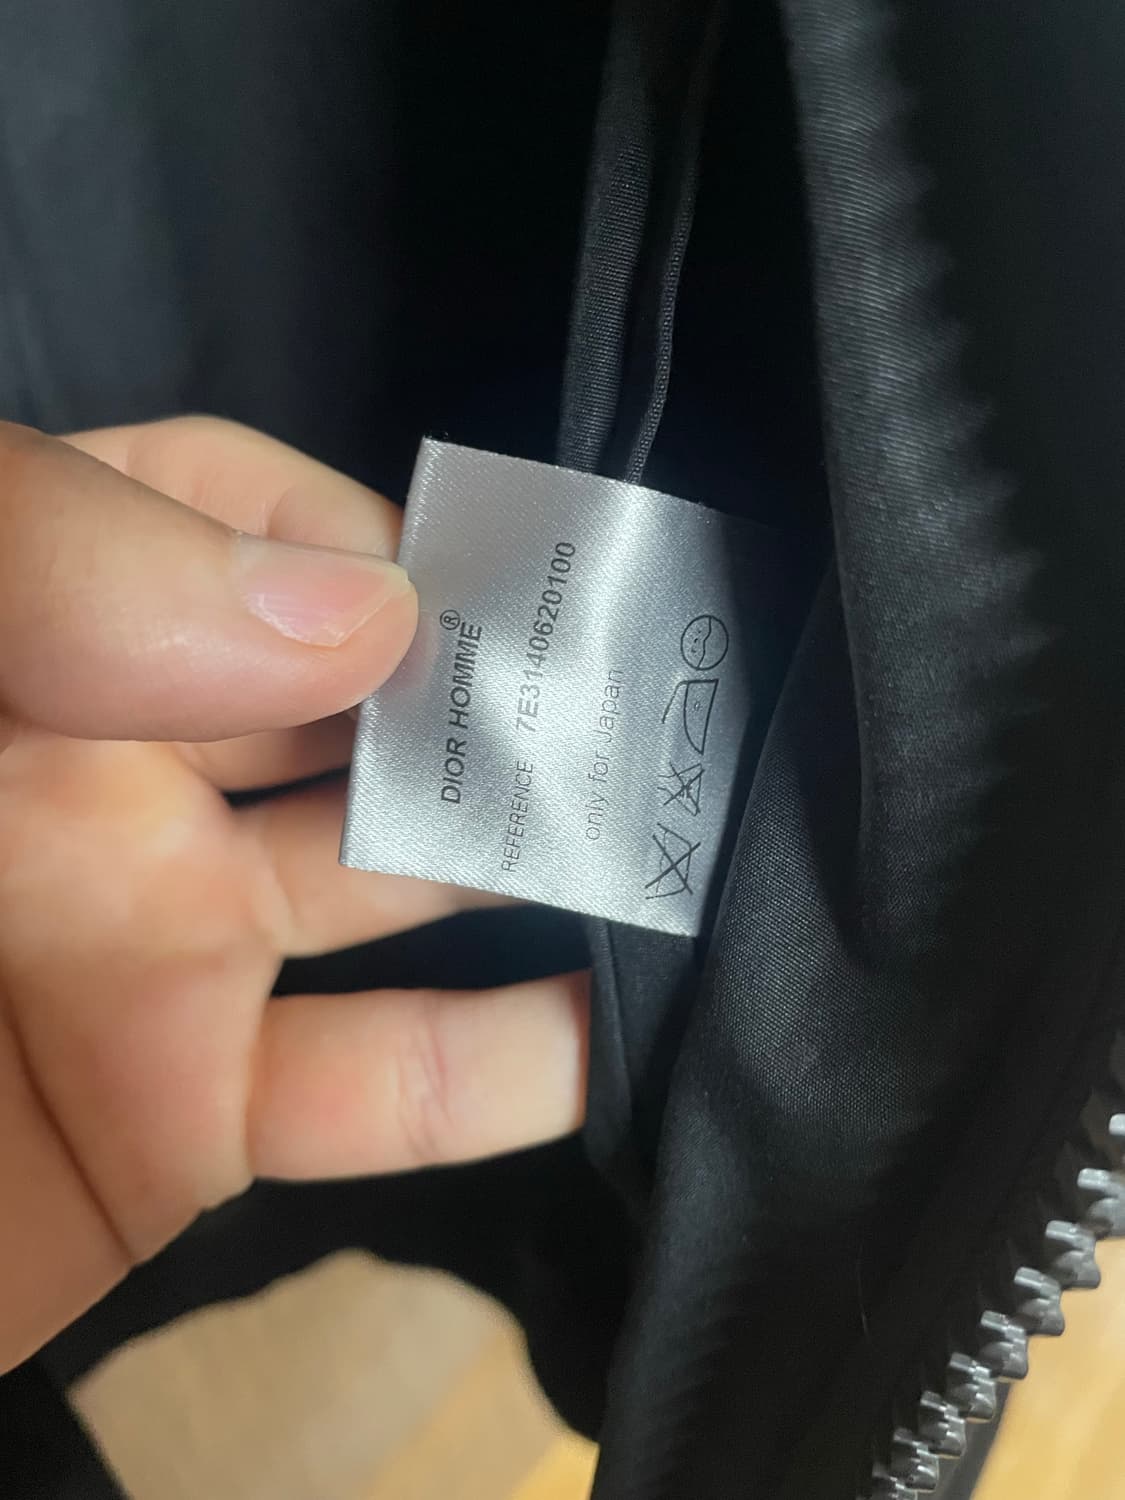 DIOR HOMME®
REFERENCE 7E3140620100
only for Japan